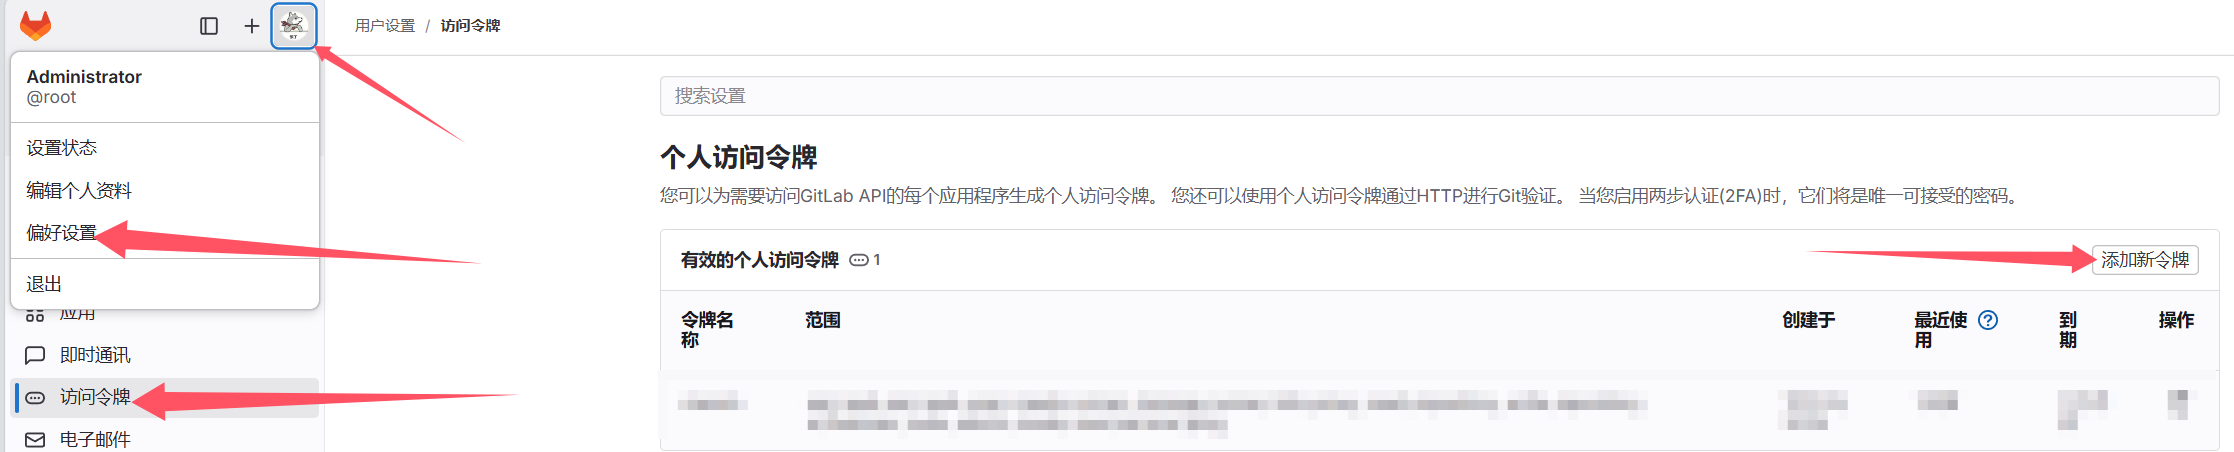 用户设置 / 访问令牌
Administrator
@root
设置状态
编辑个人资料
偏好设置
退出
应用
即时通讯
访问令牌
电子邮件
搜索设置
个人访问令牌
您可以为需要访问GitLab API的每个应用程序生成个人访问令牌。 您还可以使用个人访问令牌通过HTTP进行Git验证。 当您启用两步认证(2FA)时，它们将是唯一可接受的密码。
有效的个人访问令牌 1
添加新令牌
令牌名称
范围
创建于
最近使用
到期
操作